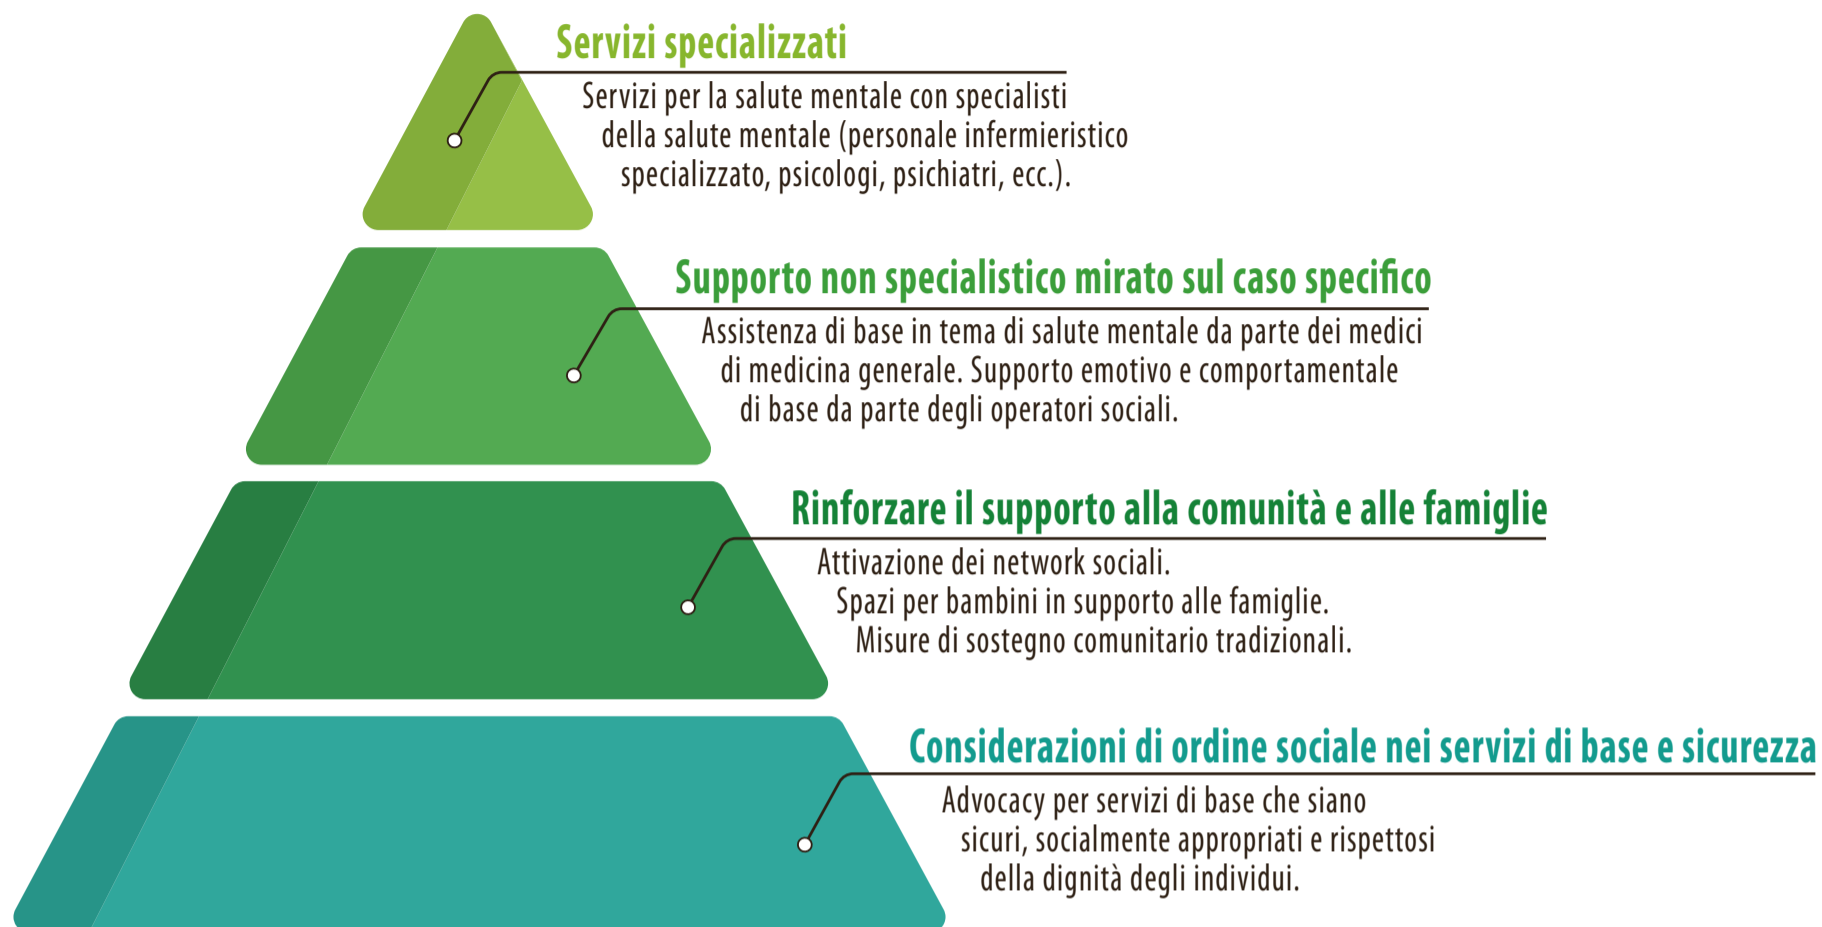 Servizi specializzati
Servizi per la salute mentale con specialisti
della salute mentale (personale infermieristico
specializzato, psicologi, psichiatri, ecc.).
Supporto non specialistico mirato sul caso specifico
Assistenza di base in tema di salute mentale da parte dei medici
di medicina generale. Supporto emotivo e comportamentale
di base da parte degli operatori sociali.
Rinforzare il supporto alla comunità e alle famiglie
Attivazione dei network sociali.
Spazi per bambini in supporto alle famiglie.
Misure di sostegno comunitario tradizionali.
Considerazioni di ordine sociale nei servizi di base e sicurezza
Advocacy per servizi di base che siano
sicuri, socialmente appropriati e rispettosi
della dignità degli individui.